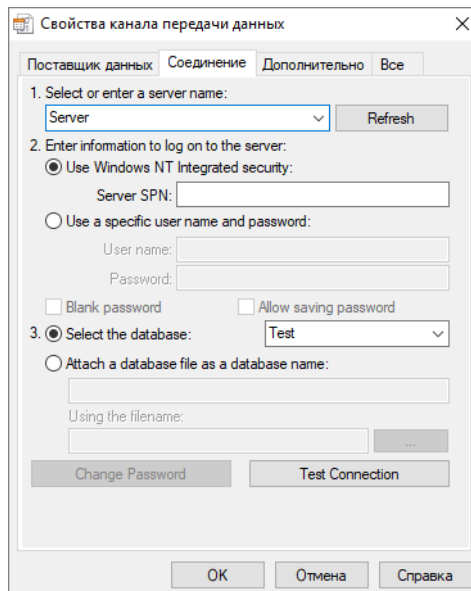 Свойства канала передачи данных
Поставщик данных Соединение Дополнительно Все
1. Select or enter a server name:
Server Refresh
2. Enter information to log on to the server:
Use Windows NT Integrated security:
Server SPN:
Use a specific user name and password:
User name:
Password:
Blank password Allow saving password
3. Select the database: Test
Attach a database file as a database name:
Using the filename:
...
Change Password Test Connection
OK Отмена Справка